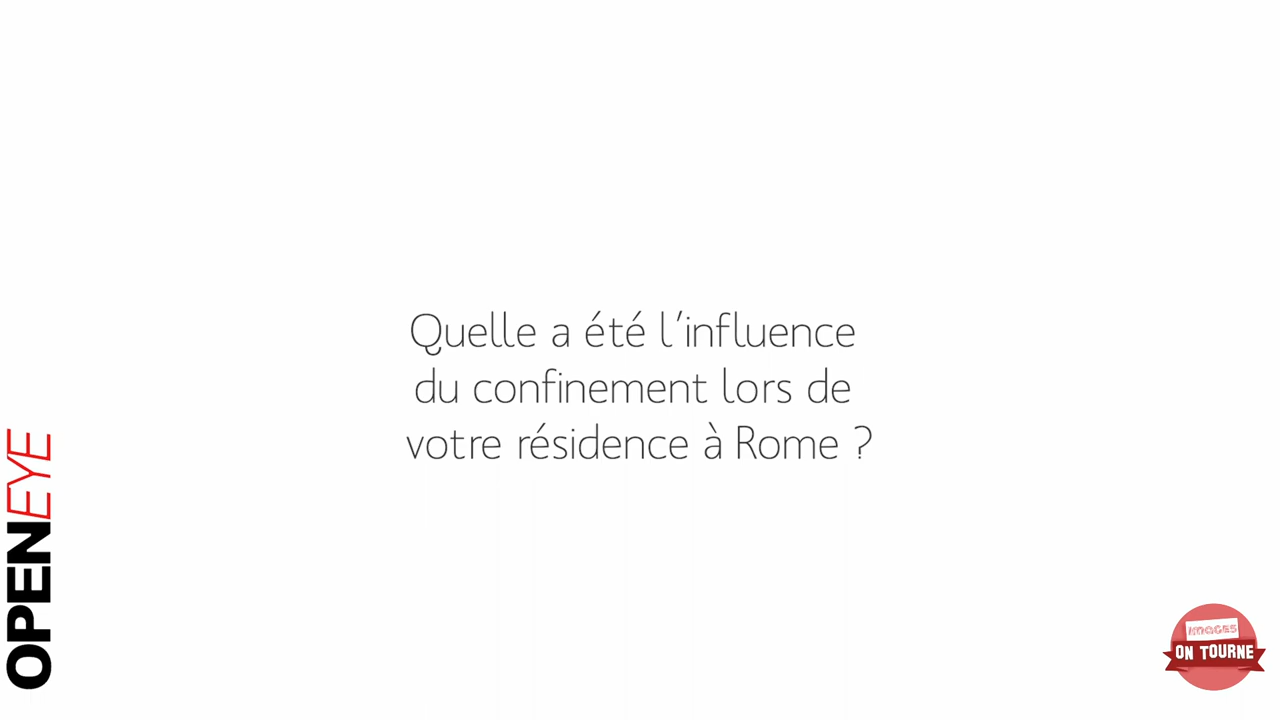 Quelle a été l'influence
du confinement lors de
votre résidence à Rome ?
OPENEYE
IMAGES
ON TOURNE